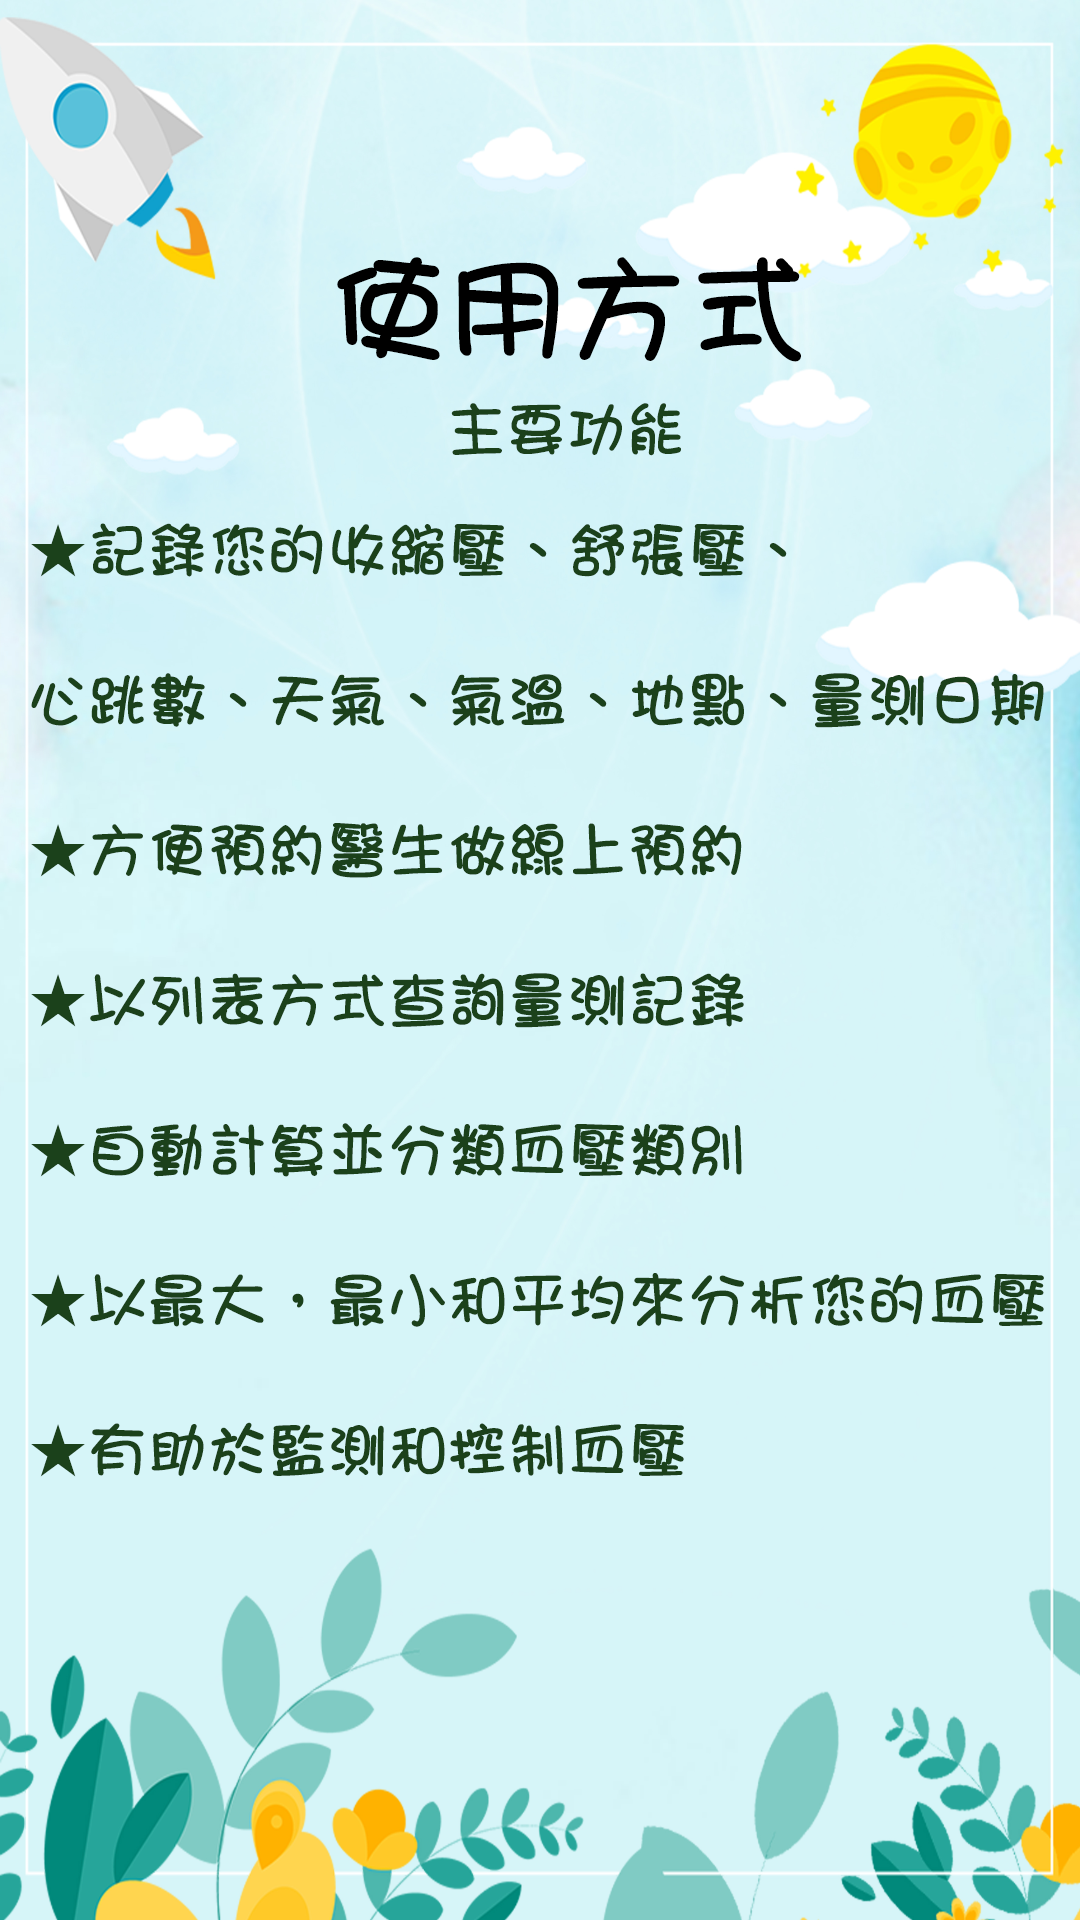 使用方式
主要功能
★記錄您的收縮壓、舒張壓、
心跳數、天氣、氣溫、地點、量測日期
★方便預約醫生做線上預約
★以列表方式查詢量測記錄
★自動計算並分類血壓類別
★以最大，最小和平均來分析您的血壓
★有助於監測和控制血壓